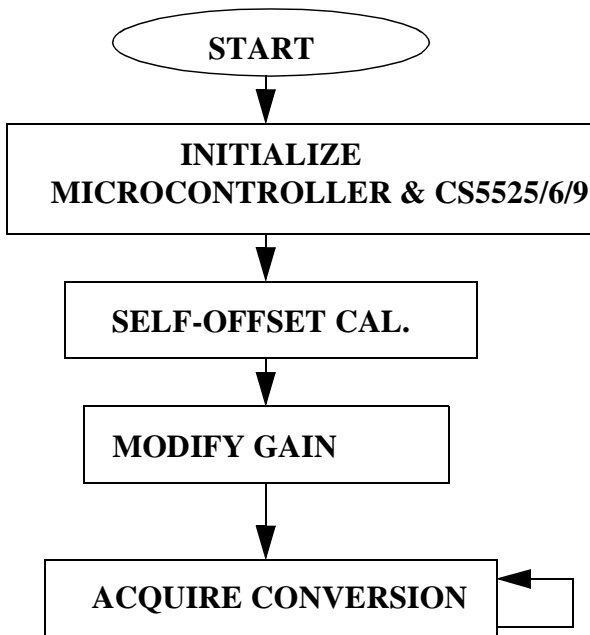 START
INITIALIZE
MICROCONTROLLER & CS5525/6/9
SELF-OFFSET CAL.
MODIFY GAIN
ACQUIRE CONVERSION